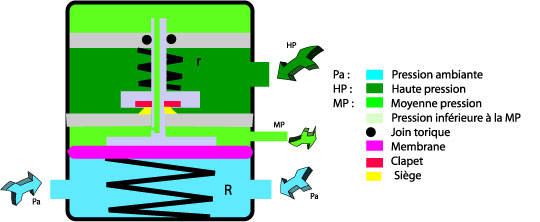 HP
r
Pa : Pression ambiante
HP : Haute pression
MP : Moyenne pression
Pression inférieure à la MP
Join torique
Membrane
Clapet
Siège
MP
R
Pa
Pa